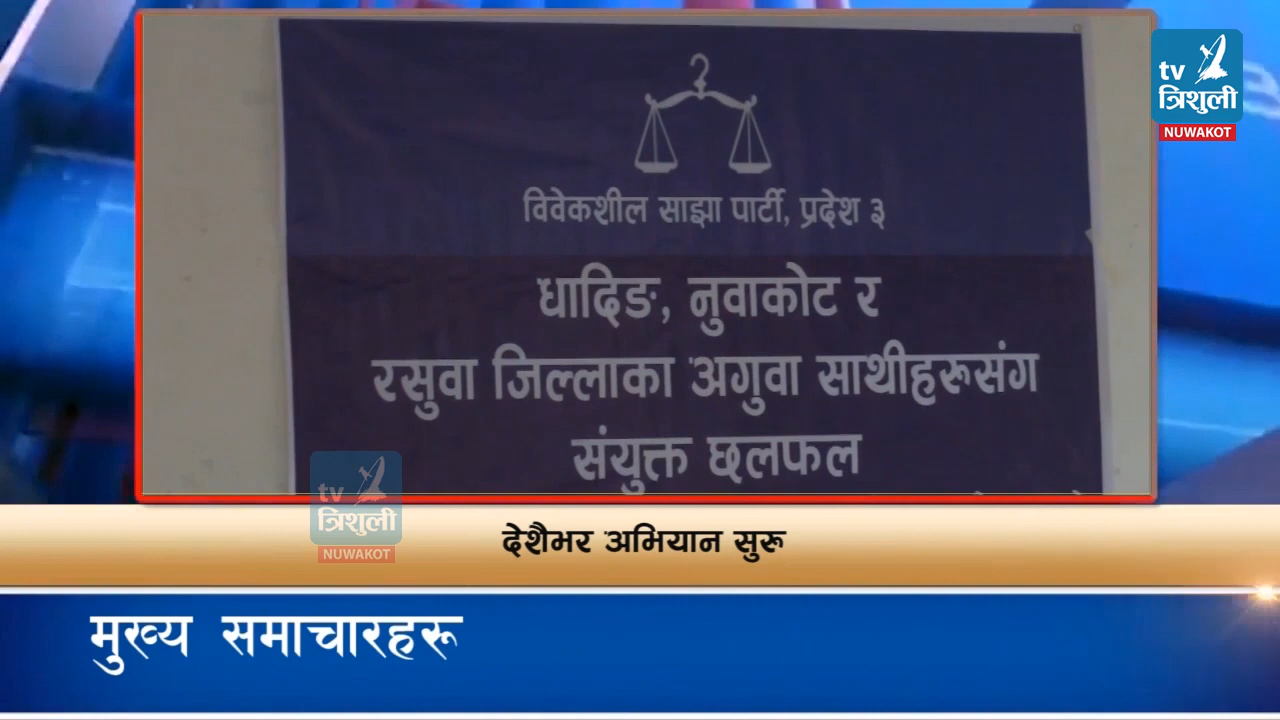 tv
त्रिशुली
NUWAKOT
विवेकशील साझा पार्टी, प्रदेश ३
धादिङ, नुवाकोट र
रसुवा जिल्लाका अगुवा साथीहरूसंग
संयुक्त छलफल
tv
त्रिशुली
NUWAKOT
देशैभर अभियान सुरू
मुख्य समाचारहरू